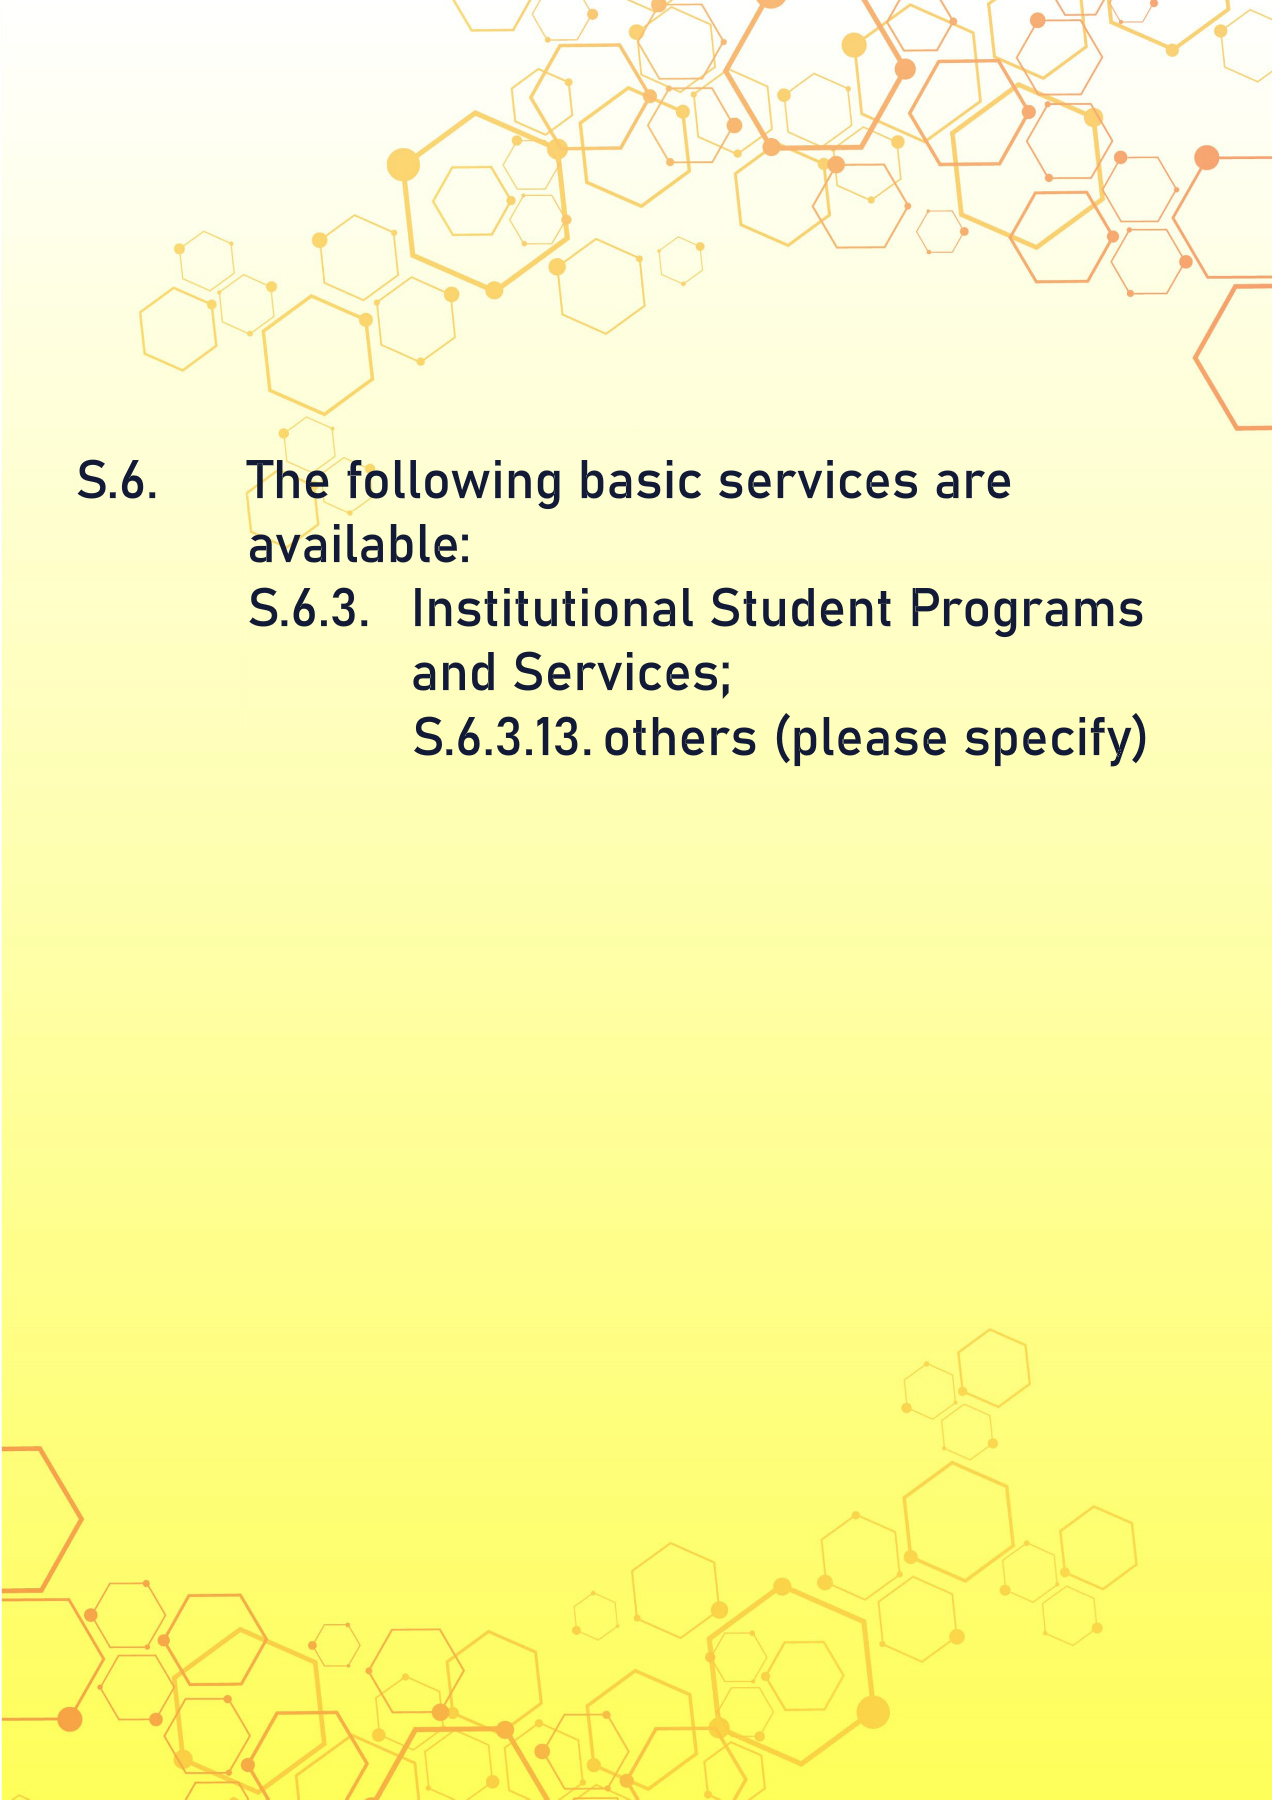 S.6. The following basic services are
available:
S.6.3. Institutional Student Programs
and Services;
S.6.3.13. others (please specify)